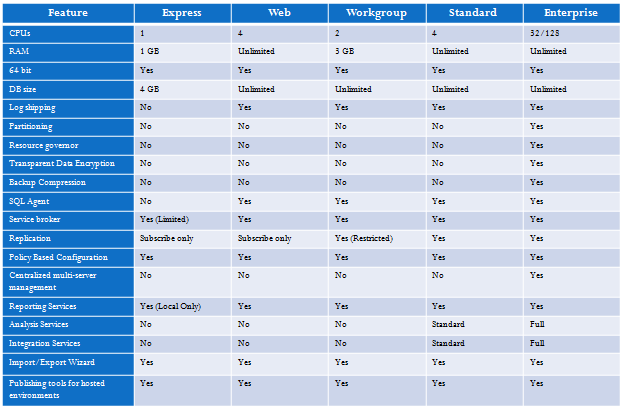 Feature Express Web Workgroup Standard Enterprise
CPUs 1 4 2 4 32/128
RAM 1 GB Unlimited 3 GB Unlimited Unlimited
64 bit Yes Yes Yes Yes Yes
DB size 4 GB Unlimited Unlimited Unlimited Unlimited
Log shipping No Yes Yes Yes Yes
Partitioning No No No No Yes
Resource governor No No No No Yes
Transparent Data Encryption No No No No Yes
Backup Compression No No No No Yes
SQL Agent No Yes Yes Yes Yes
Service broker Yes (Limited) Yes Yes Yes Yes
Replication Subscribe only Subscribe only Yes (Restricted) Yes Yes
Policy Based Configuration Yes Yes Yes Yes Yes
Centralized multi-server No No No No Yes
management
Reporting Services Yes (Local Only) Yes Yes Yes Yes
Analysis Services No No No Standard Full
Integration Services No No No Standard Full
Import/Export Wizard Yes Yes Yes Yes Yes
Publishing tools for hosted Yes Yes Yes Yes Yes
environments